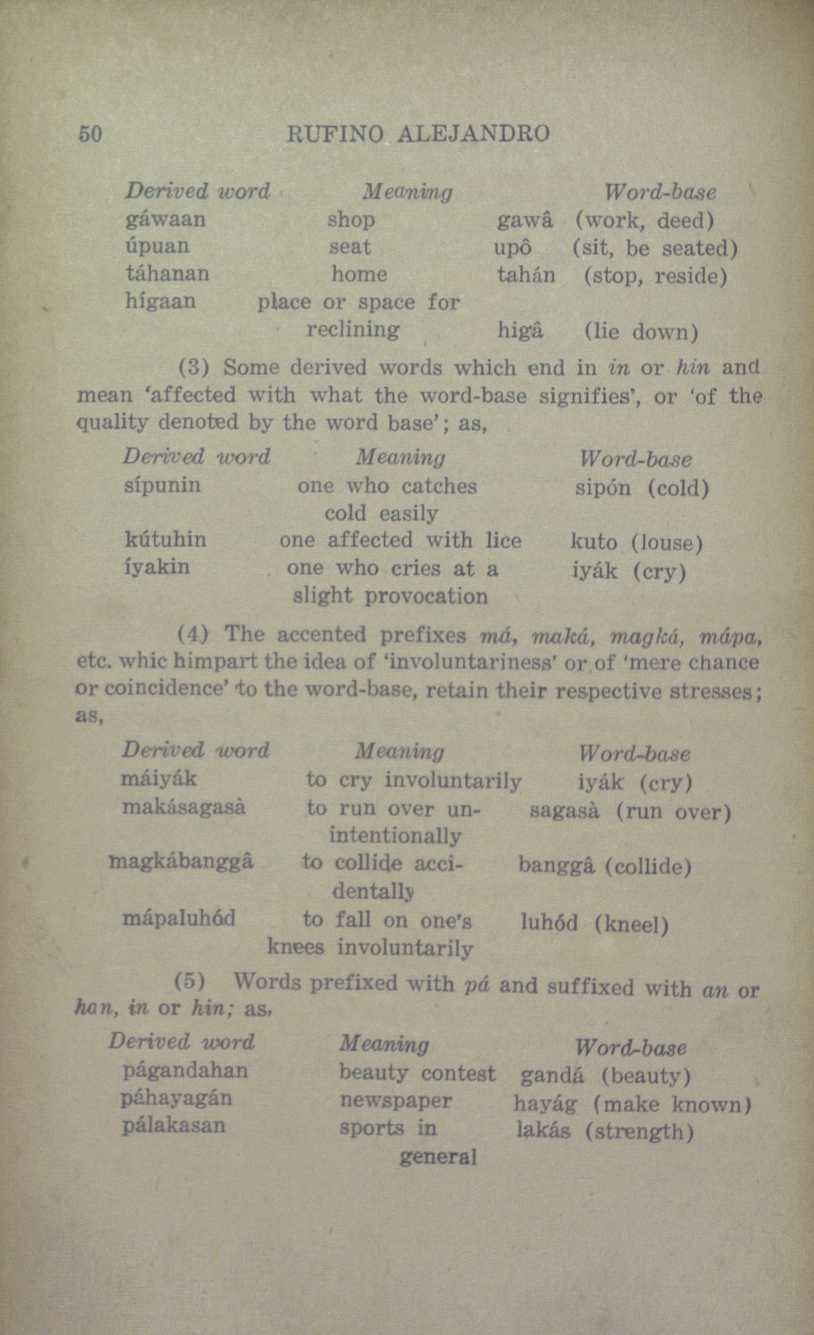 50 RUFINO ALEJANDRO
Derived word Meaning Word-base
gáwaan shop gawâ (work, deed)
úpuan seat upô (sit, be seated)
táhanan home tahán (stop, reside)
hígaan place or space for
reclining higâ (lie down)
(3) Some derived words which end in in or hin and
mean ‘affected with what the word-base signifies’, or ‘of the
quality denoted by the word base’; as,
Derived word Meaning Word-base
sípunin one who catches sipón (cold)
cold easily
kútuhin one affected with lice kuto (louse)
íyakin one who cries at a iyák (cry)
slight provocation
(4) The accented prefixes má, maká, magká, mápa,
etc. whic himpart the idea of ‘involuntariness’ or of ‘mere chance
or coincidence’ to the word-base, retain their respective stresses;
as,
Derived word Meaning Word-base
máiyák to cry involuntarily iyák (cry)
makásagasà to run over un- sagasà (run over)
intentionally
magkábanggâ to collide acci- banggâ (collide)
dentally
mápaluhód to fall on one's luhód (kneel)
knees involuntarily
(5) Words prefixed with pá and suffixed with an or
han, in or hin; as,
Derived word Meaning Word-base
págandahan beauty contest gandá (beauty)
páhayagán newspaper hayág (make known)
pálakasan sports in lakás (strength)
general